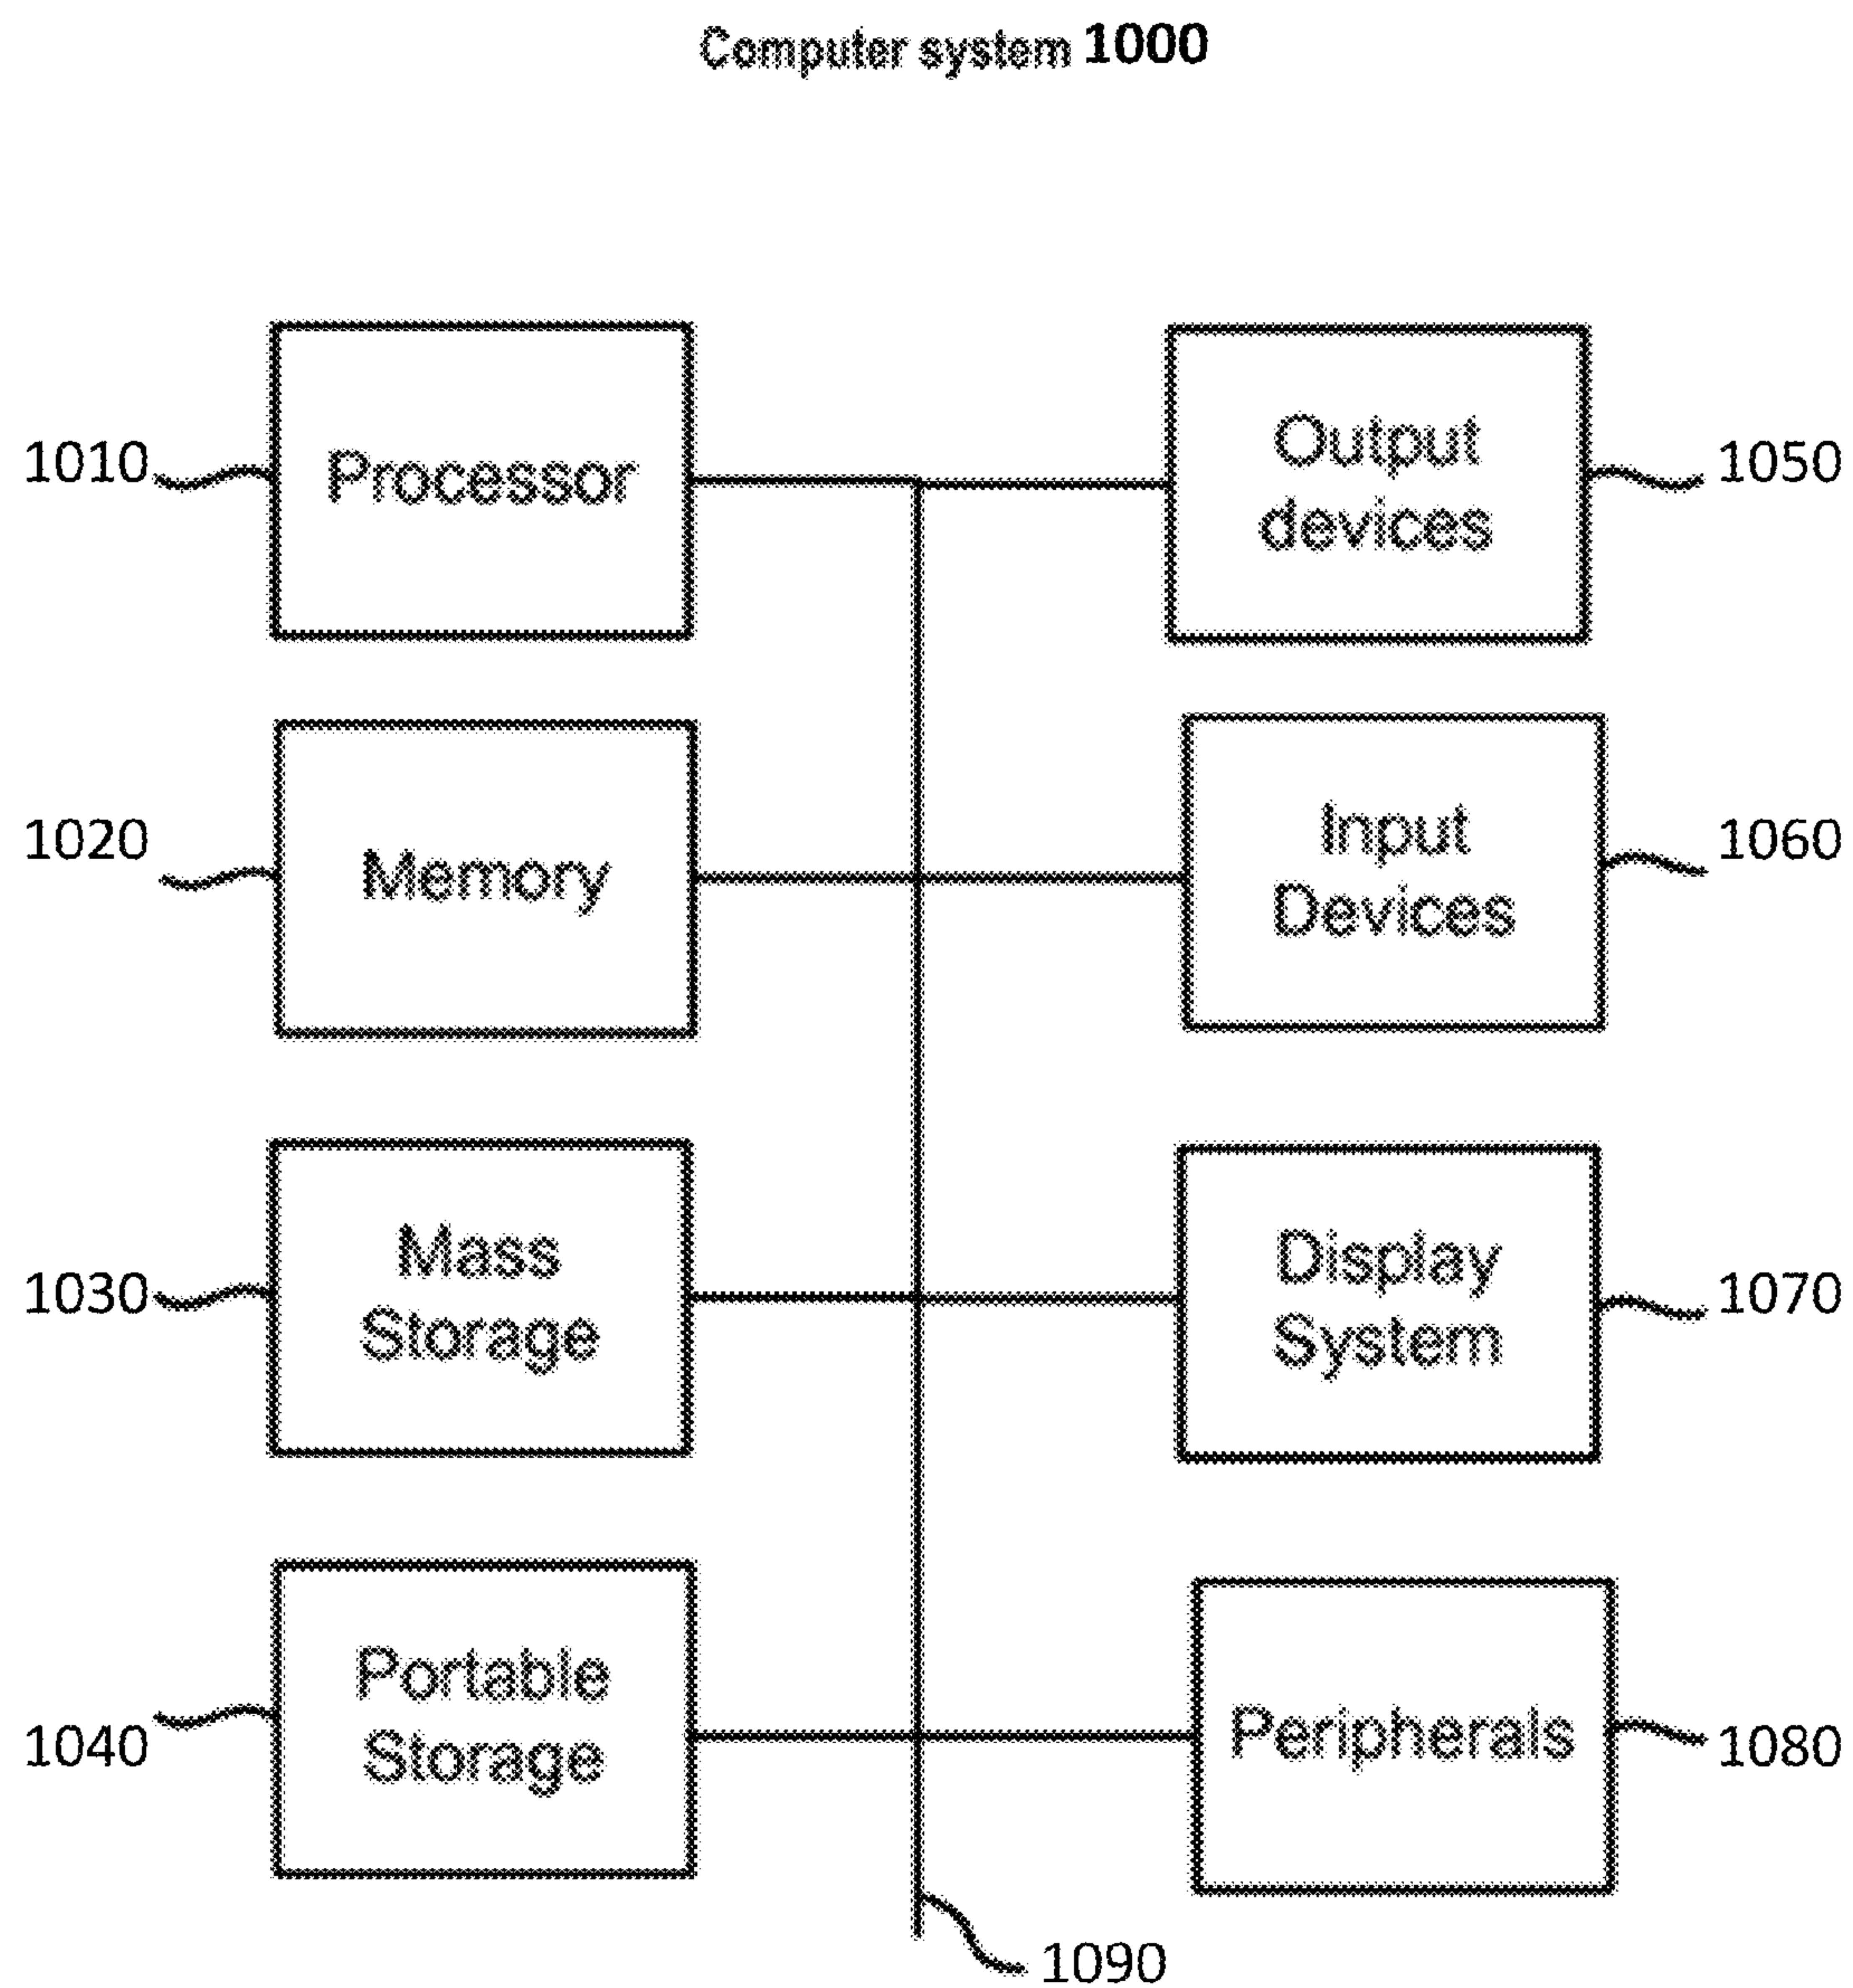 Computer system 1000
1010
Processor
Output
devices
1050
1020
Memory
Input
Devices
1060
1030
Mass
Storage
Display
System
1070
1040
Portable
Storage
Peripherals
1080
1090